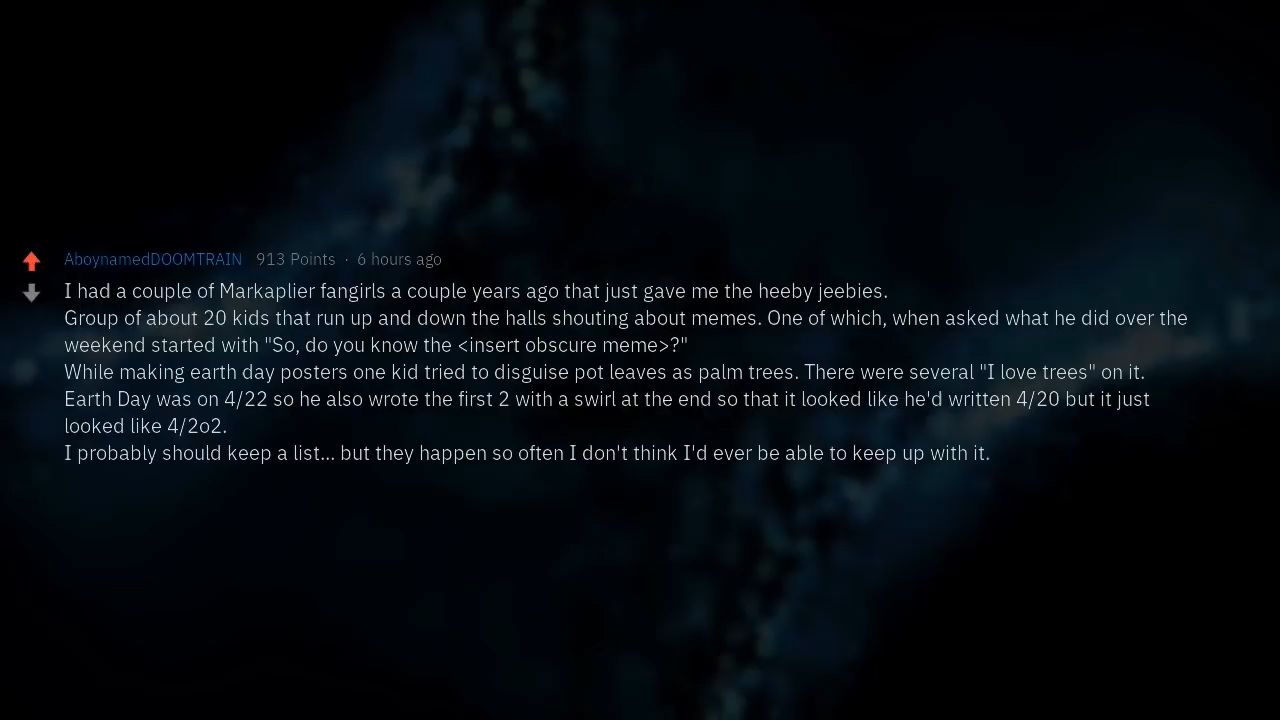 AboynamedDOOMTRAIN 913 Points · 6 hours ago
I had a couple of Markaplier fangirls a couple years ago that just gave me the heeby jeebies.
Group of about 20 kids that run up and down the halls shouting about memes. One of which, when asked what he did over the
weekend started with "So, do you know the <insert obscure meme>?"
While making earth day posters one kid tried to disguise pot leaves as palm trees. There were several "I love trees" on it.
Earth Day was on 4/22 so he also wrote the first 2 with a swirl at the end so that it looked like he'd written 4/20 but it just
looked like 4/2o2.
I probably should keep a list... but they happen so often I don't think I'd ever be able to keep up with it.